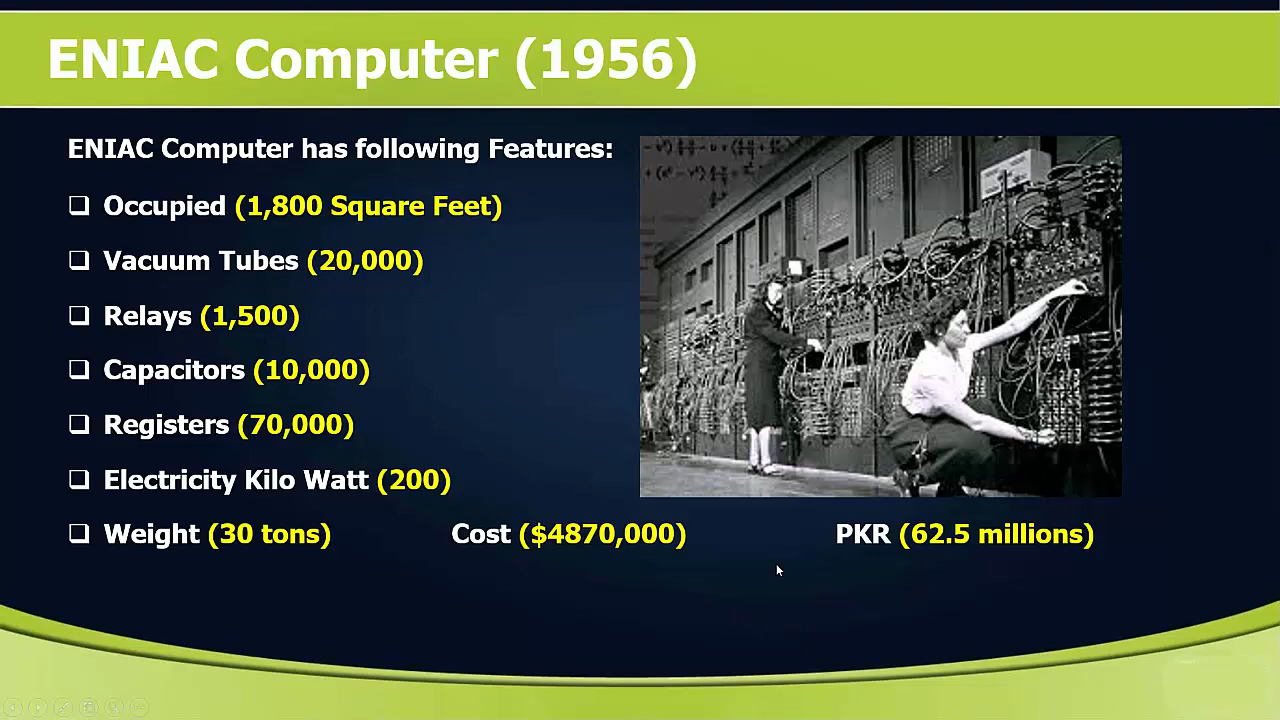 ENIAC Computer (1956)
ENIAC Computer has following Features:
Occupied (1,800 Square Feet)
Vacuum Tubes (20,000)
Relays (1,500)
Capacitors (10,000)
Registers (70,000)
Electricity Kilo Watt (200)
Weight (30 tons) Cost ($4870,000) PKR (62.5 millions)